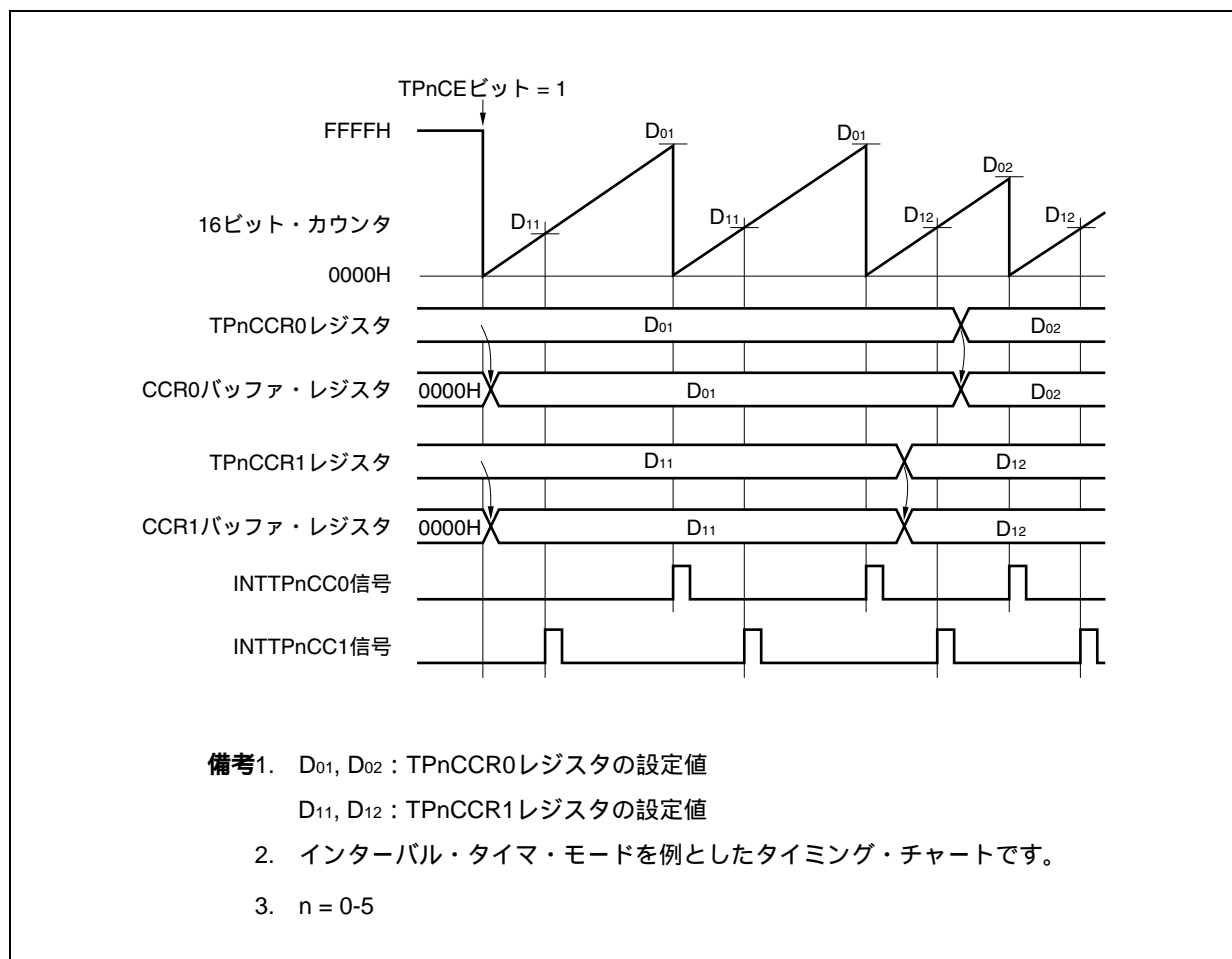 TPnCEビット = 1
FFFFH
D01
D01
D02
16ビット・カウンタ
D11
D11
D12
D12
0000H
TPnCCR0レジスタ
D01
D02
CCR0バッファ・レジスタ
0000H
D01
D02
TPnCCR1レジスタ
D11
D12
CCR1バッファ・レジスタ
0000H
D11
D12
INTTPnCC0信号
INTTPnCC1信号
備考1. D01, D02 : TPnCCR0レジスタの設定値
D11, D12 : TPnCCR1レジスタの設定値
2. インターバル・タイマ・モードを例としたタイミング・チャートです。
3. n = 0-5